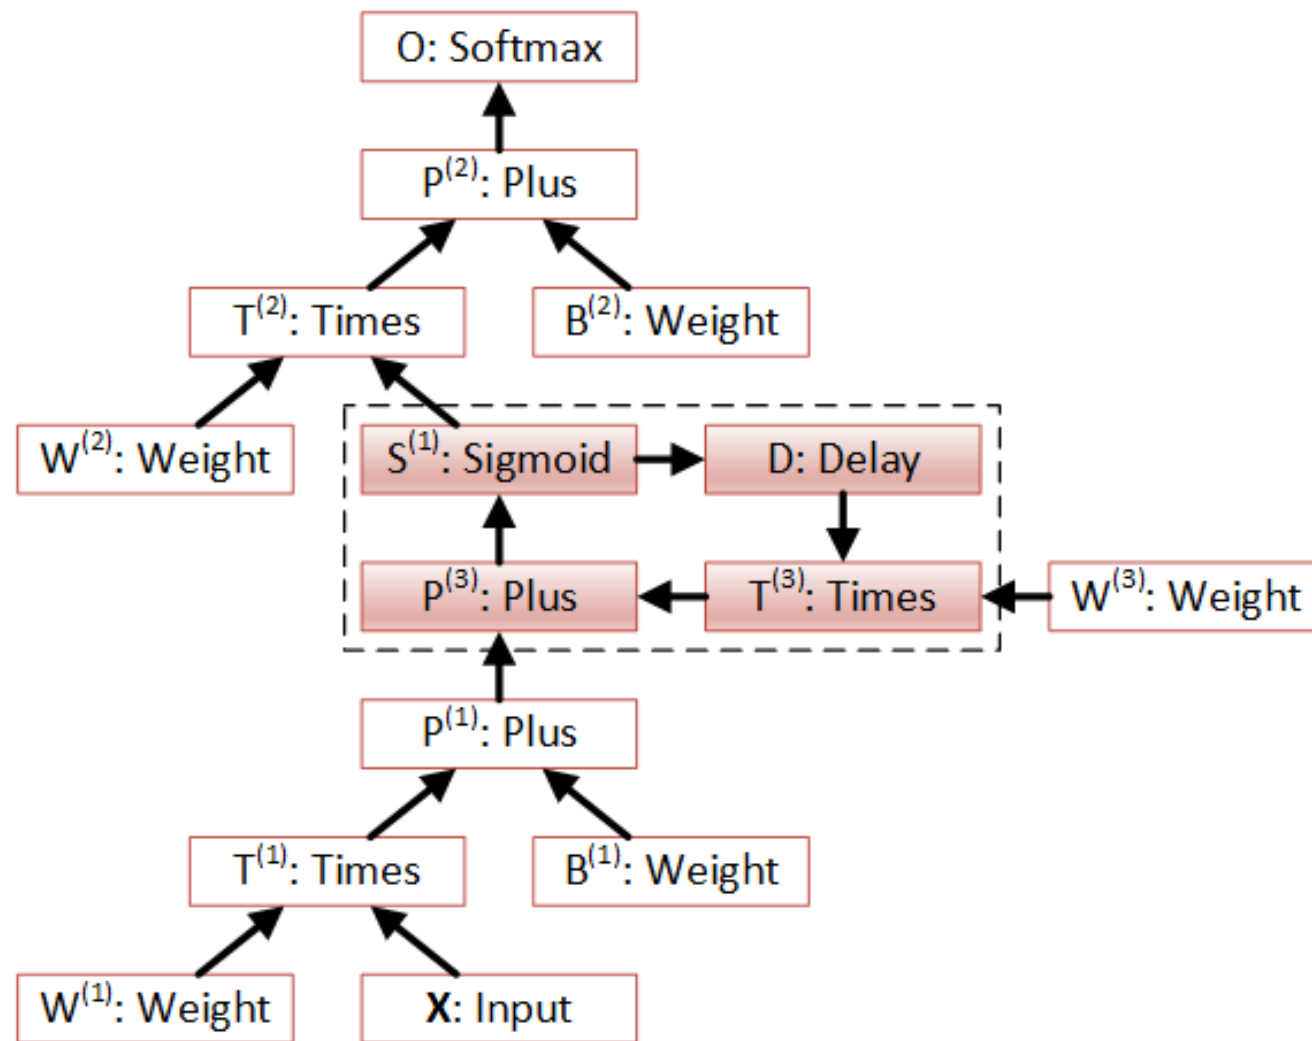 O: Softmax
P(2): Plus
T(2): Times
B(2): Weight
W(2): Weight
S(1): Sigmoid
D: Delay
P(3): Plus
T(3): Times
W(3): Weight
P(1): Plus
T(1): Times
B(1): Weight
W(1): Weight
X: Input